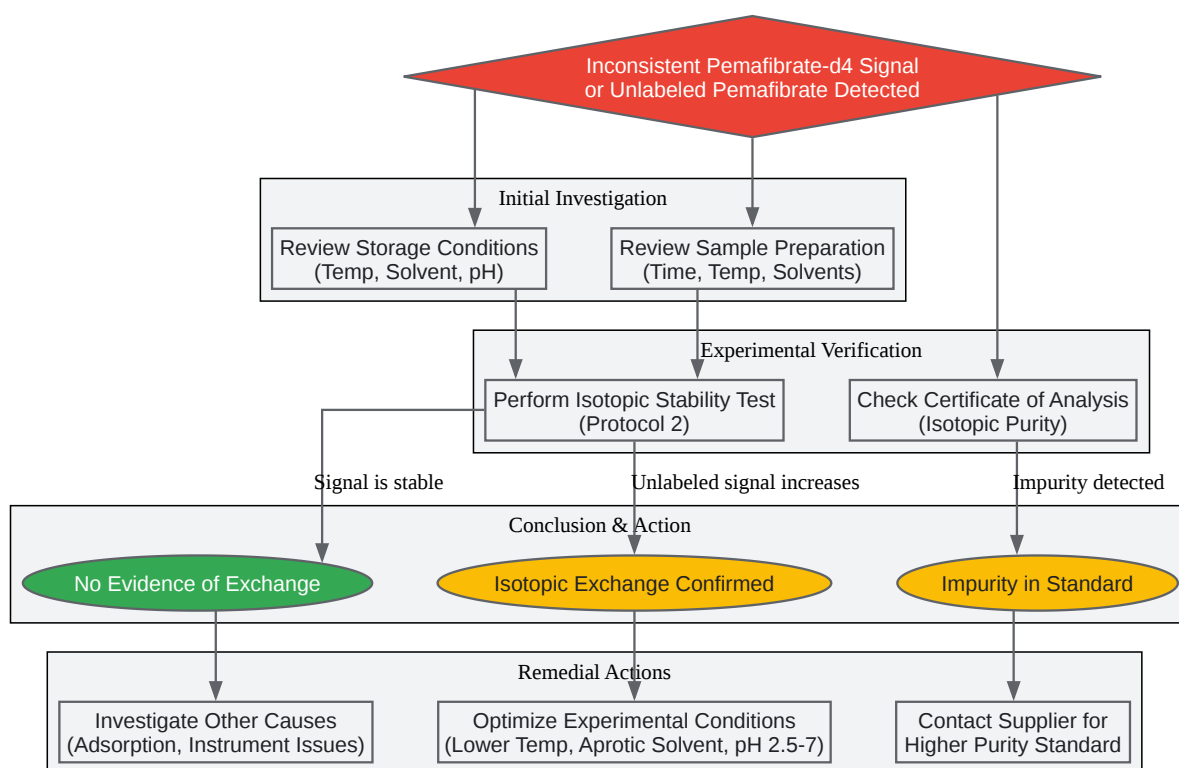 Inconsistent Pemafibrate-d4 Signal
or Unlabeled Pemafibrate Detected
Initial Investigation
Review Storage Conditions
(Temp, Solvent, pH)
Review Sample Preparation
(Time, Temp, Solvents)
Experimental Verification
Perform Isotopic Stability Test
(Protocol 2)
Check Certificate of Analysis
(Isotopic Purity)
Signal is stable
Unlabeled signal increases
Impurity detected
Conclusion & Action
No Evidence of Exchange
Isotopic Exchange Confirmed
Impurity in Standard
Remedial Actions
Investigate Other Causes
(Adsorption, Instrument Issues)
Optimize Experimental Conditions
(Lower Temp, Aprotic Solvent, pH 2.5-7)
Contact Supplier for
Higher Purity Standard